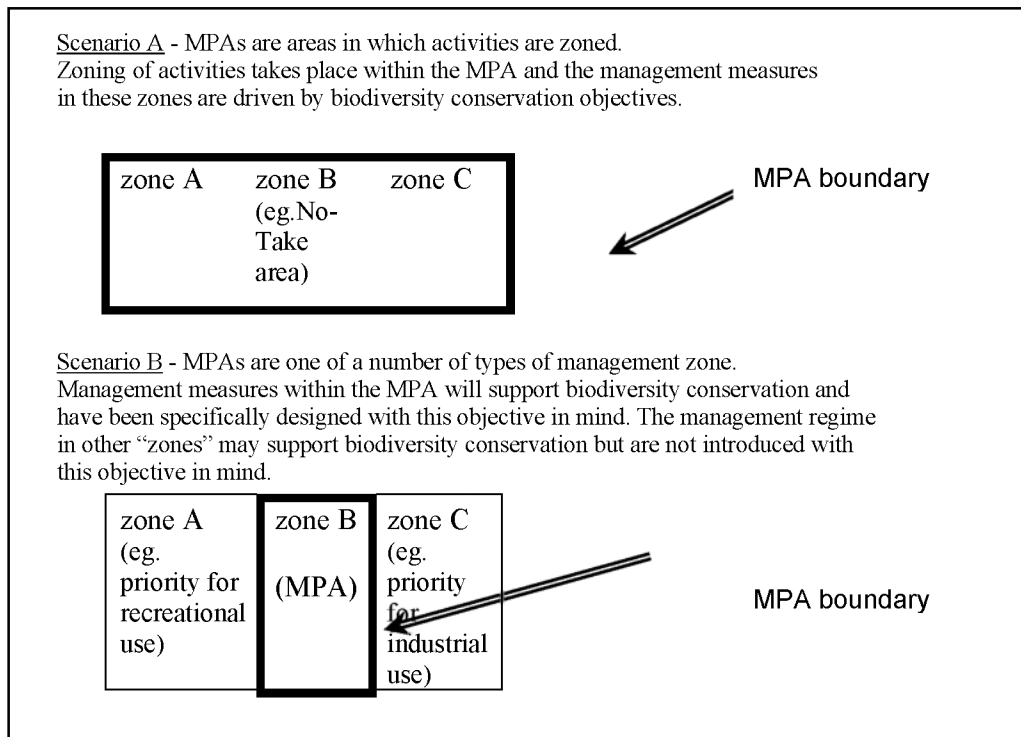 Scenario A - MPAs are areas in which activities are zoned.
Zoning of activities takes place within the MPA and the management measures
in these zones are driven by biodiversity conservation objectives.
zone A
zone B
(eg.No-
Take
area)
zone C
MPA boundary
Scenario B - MPAs are one of a number of types of management zone.
Management measures within the MPA will support biodiversity conservation and
have been specifically designed with this objective in mind. The management regime
in other “zones” may support biodiversity conservation but are not introduced with
this objective in mind.
zone A
(eg.
priority for
recreational
use)
zone B
(MPA)
zone C
(eg.
priority
for
industrial
use)
MPA boundary